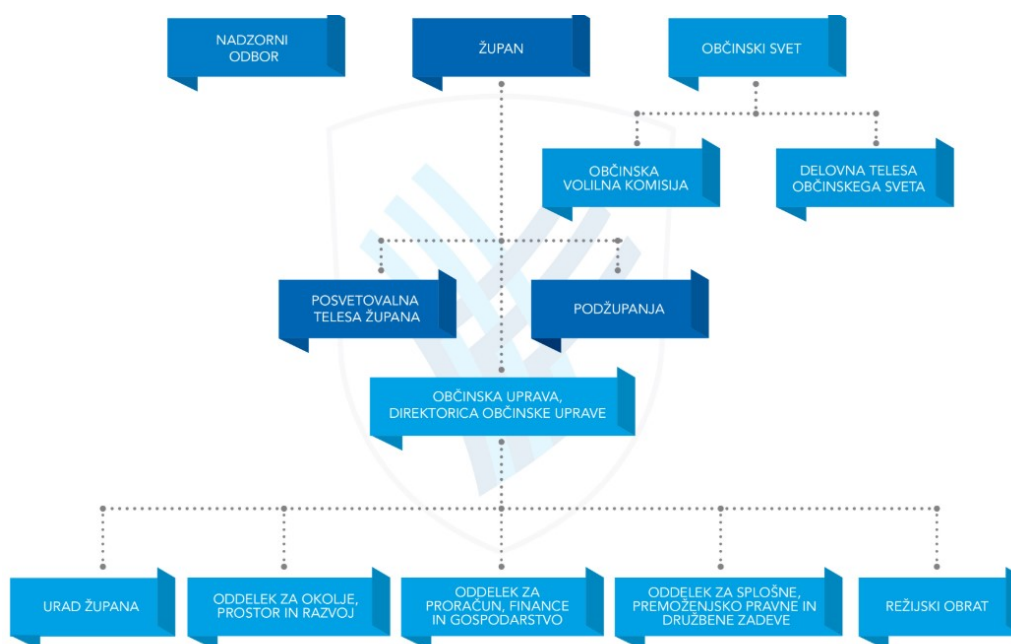 NADZORNI
ODBOR
ŽUPAN
OBČINSKI SVET
OBČINSKA
VOLILNA KOMISIJA
DELOVNA TELESA
OBČINSKEGA SVETA
POSVETOVALNA
TELESA ŽUPANA
PODŽUPANJA
OBČINSKA UPRAVA,
DIREKTORICA OBČINSKE UPRAVE
URAD ŽUPANA
ODDELEK ZA OKOLJE,
PROSTOR IN RAZVOJ
ODDELEK ZA
PRORAČUN, FINANCE
IN GOSPODARSTVO
ODDELEK ZA SPLOŠNE,
PREMOŽENJSKO PRAVNE IN
DRUŽBENE ZADEVE
REŽIJSKI OBRAT